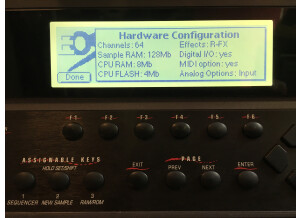 Hardware Configuration
Channels: 64 Effects: R-FX
Sample RAM: 128Mb Digital I/O: yes
CPU RAM: 8Mb MIDI option: yes
CPU FLASH: 4Mb Analog Options: Input
Done
F1 F2 F3 F4 F5 F6
ASSIGNABLE KEYS
HOLD SET/SHIFT
PAGE
EXIT PREV NEXT ENTER
1 2 3
SEQUENCER NEW SAMPLE RAM/ROM